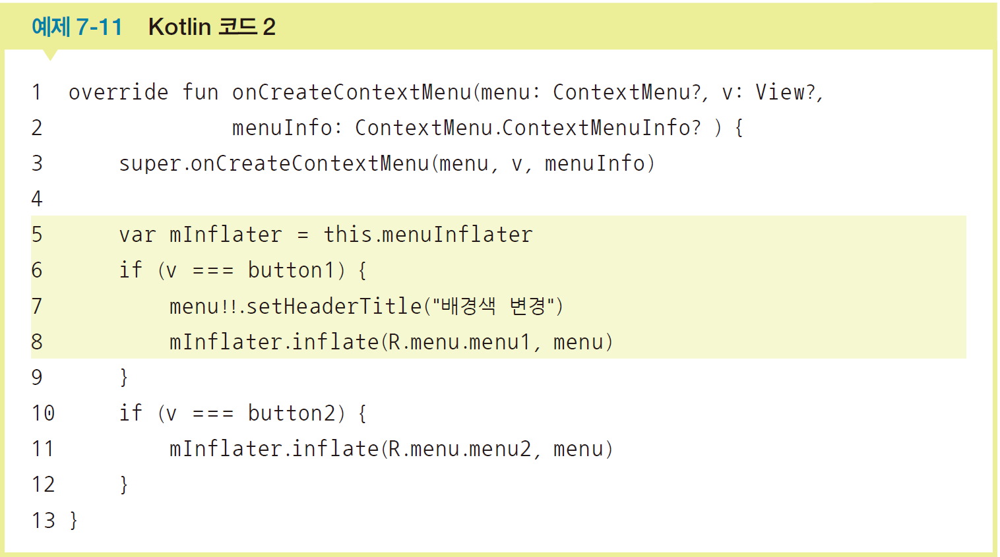 예제 7-11 Kotlin 코드 2
1 override fun onCreateContextMenu(menu: ContextMenu?, v: View?,
2 menuInfo: ContextMenu.ContextMenuInfo? ) {
3 super.onCreateContextMenu(menu, v, menuInfo)
4
5 var mInflater = this.menuInflater
6 if (v === button1) {
7 menu!!.setHeaderTitle("배경색 변경")
8 mInflater.inflate(R.menu.menu1, menu)
9 }
10 if (v === button2) {
11 mInflater.inflate(R.menu.menu2, menu)
12 }
13 }